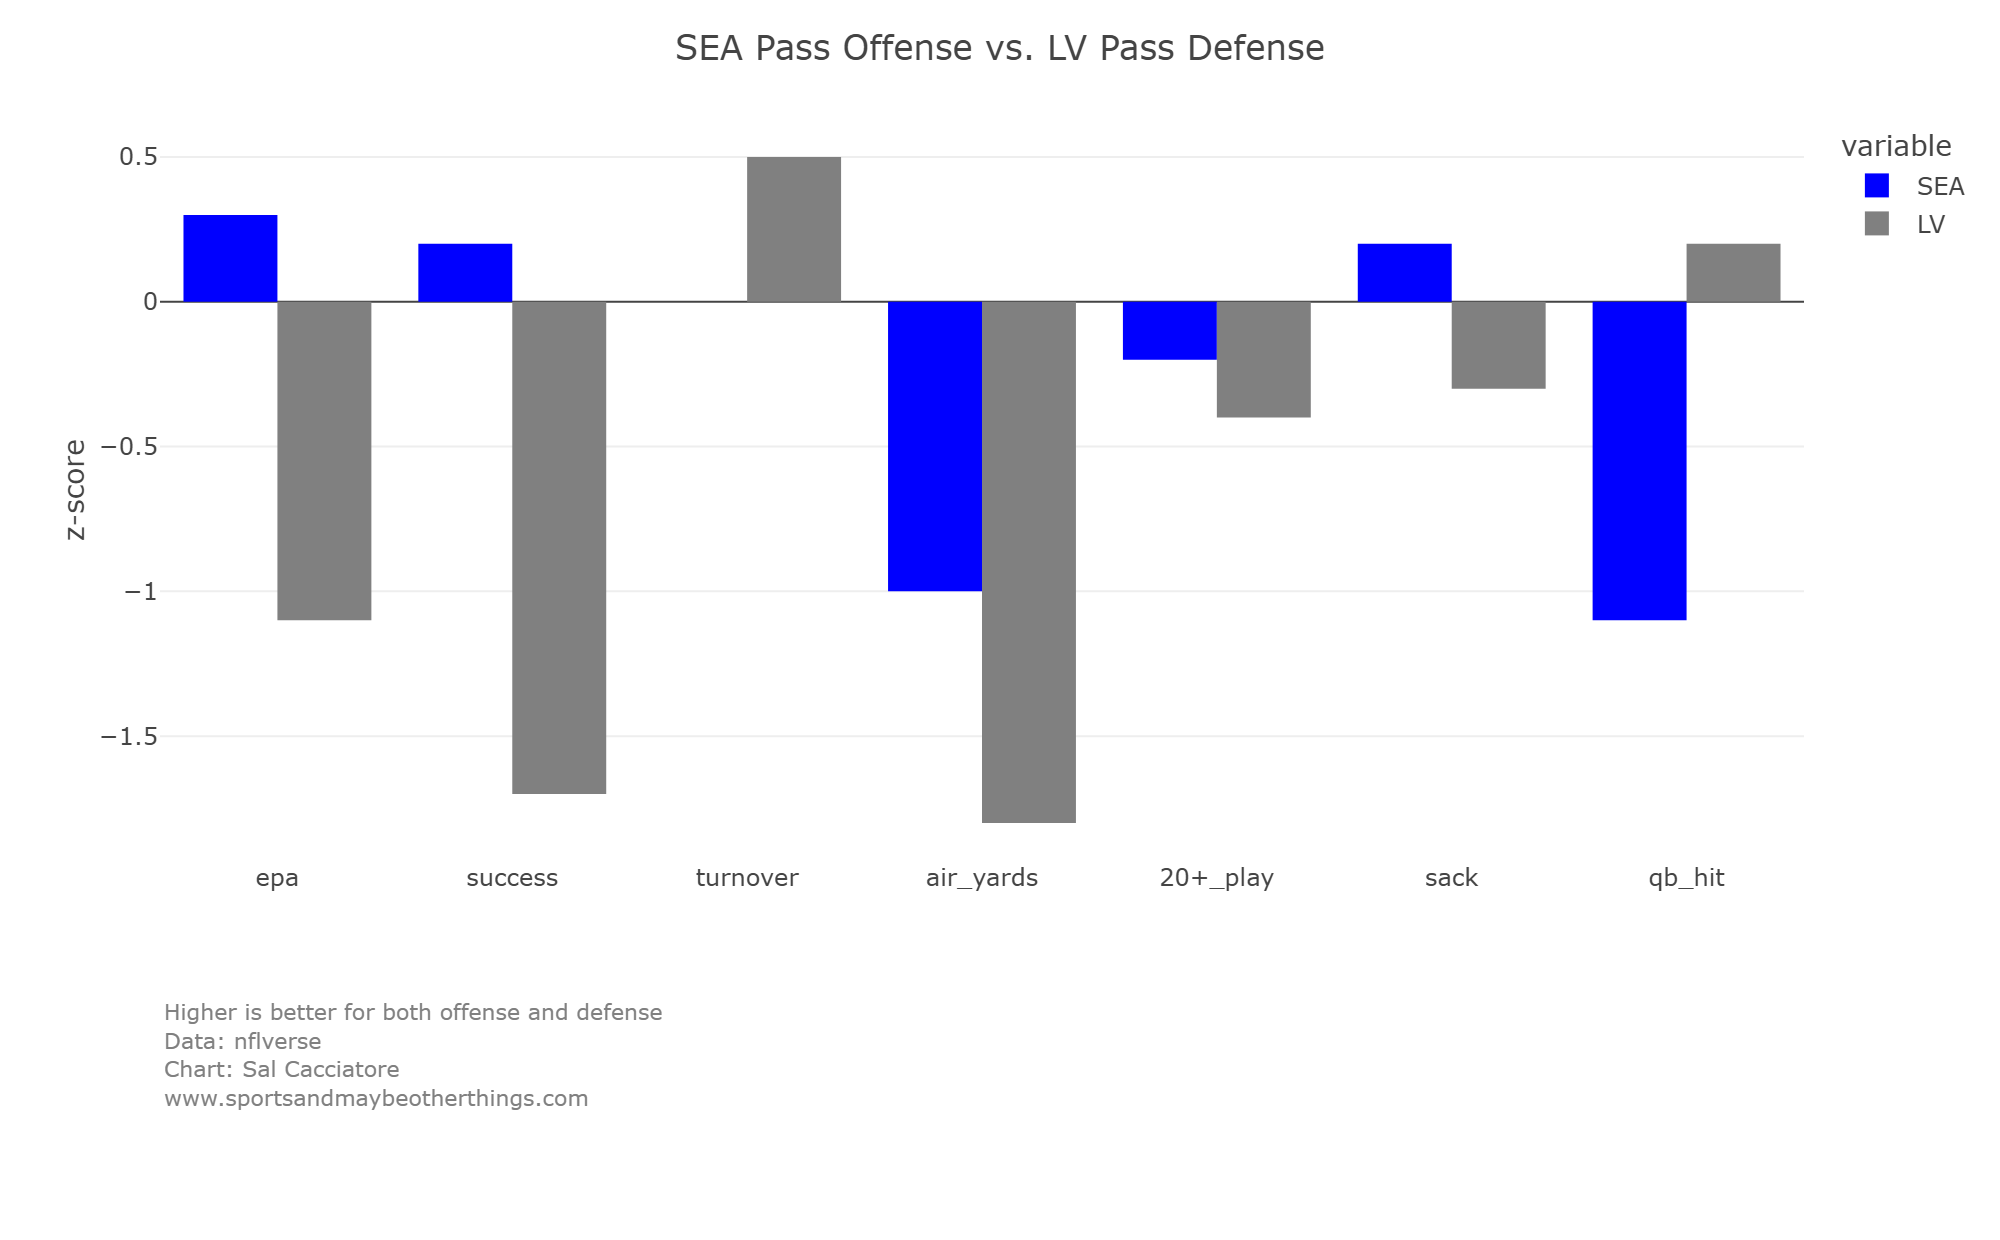 SEA Pass Offense vs. LV Pass Defense
variable
SEA
LV
z-score
0.5
0
−0.5
−1
−1.5
epa
success
turnover
air_yards
20+_play
sack
qb_hit
Higher is better for both offense and defense
Data: nflverse
Chart: Sal Cacciatore
www.sportsandmaybeotherthings.com